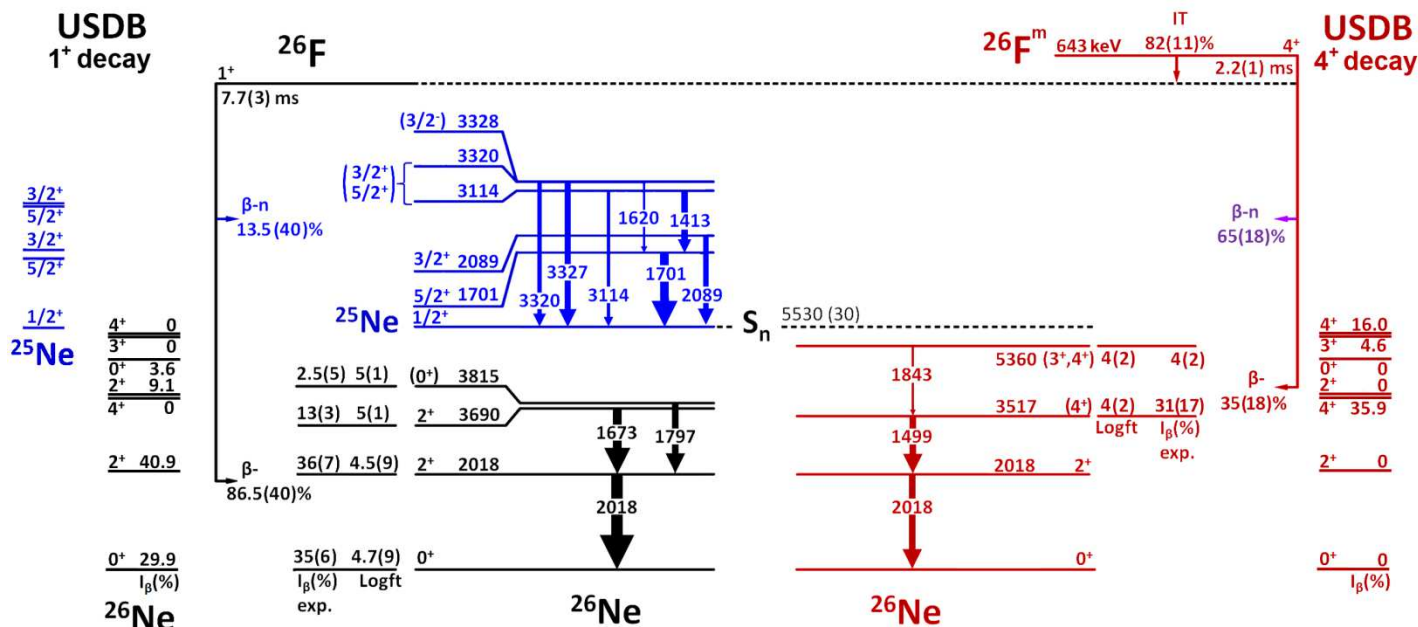 USDB
1⁺ decay
²⁶F
1⁺
7.7(3) ms
²⁶Fᵐ
643 keV
IT
82(11)%
4⁺
2.2(1) ms
USDB
4⁺ decay
(3/2⁻) 3328
3320
(3/2⁺
5/2⁺)
3114
3/2⁺
5/2⁺
3/2⁺
5/2⁺
1/2⁺
²⁵Ne
β-n
13.5(40)%
1620
1413
3/2⁺ 2089
5/2⁺ 1701
1/2⁺
²⁵Ne
3320
3327
3114
1701
2089
Sₙ
5530 (30)
β-n
65(18)%
4⁺ 0
3⁺ 0
0⁺ 3.6
2⁺ 9.1
4⁺ 0
2⁺ 40.9
0⁺ 29.9
Iβ(%)
²⁶Ne
β-
86.5(40)%
2.5(5) 5(1) (0⁺) 3815
13(3) 5(1) 2⁺ 3690
1673
1797
36(7) 4.5(9) 2⁺ 2018
2018
35(6) 4.7(9) 0⁺
Iβ(%) Logft
exp.
²⁶Ne
5360 (3⁺,4⁺) 4(2) 4(2)
1843
3517 (4⁺) 4(2) 31(17)
Logft Iβ(%)
exp.
1499
2018 2⁺
2018
0⁺
²⁶Ne
β-
35(18)%
4⁺ 16.0
3⁺ 4.6
0⁺ 0
2⁺ 0
4⁺ 35.9
2⁺ 0
0⁺ 0
Iβ(%)